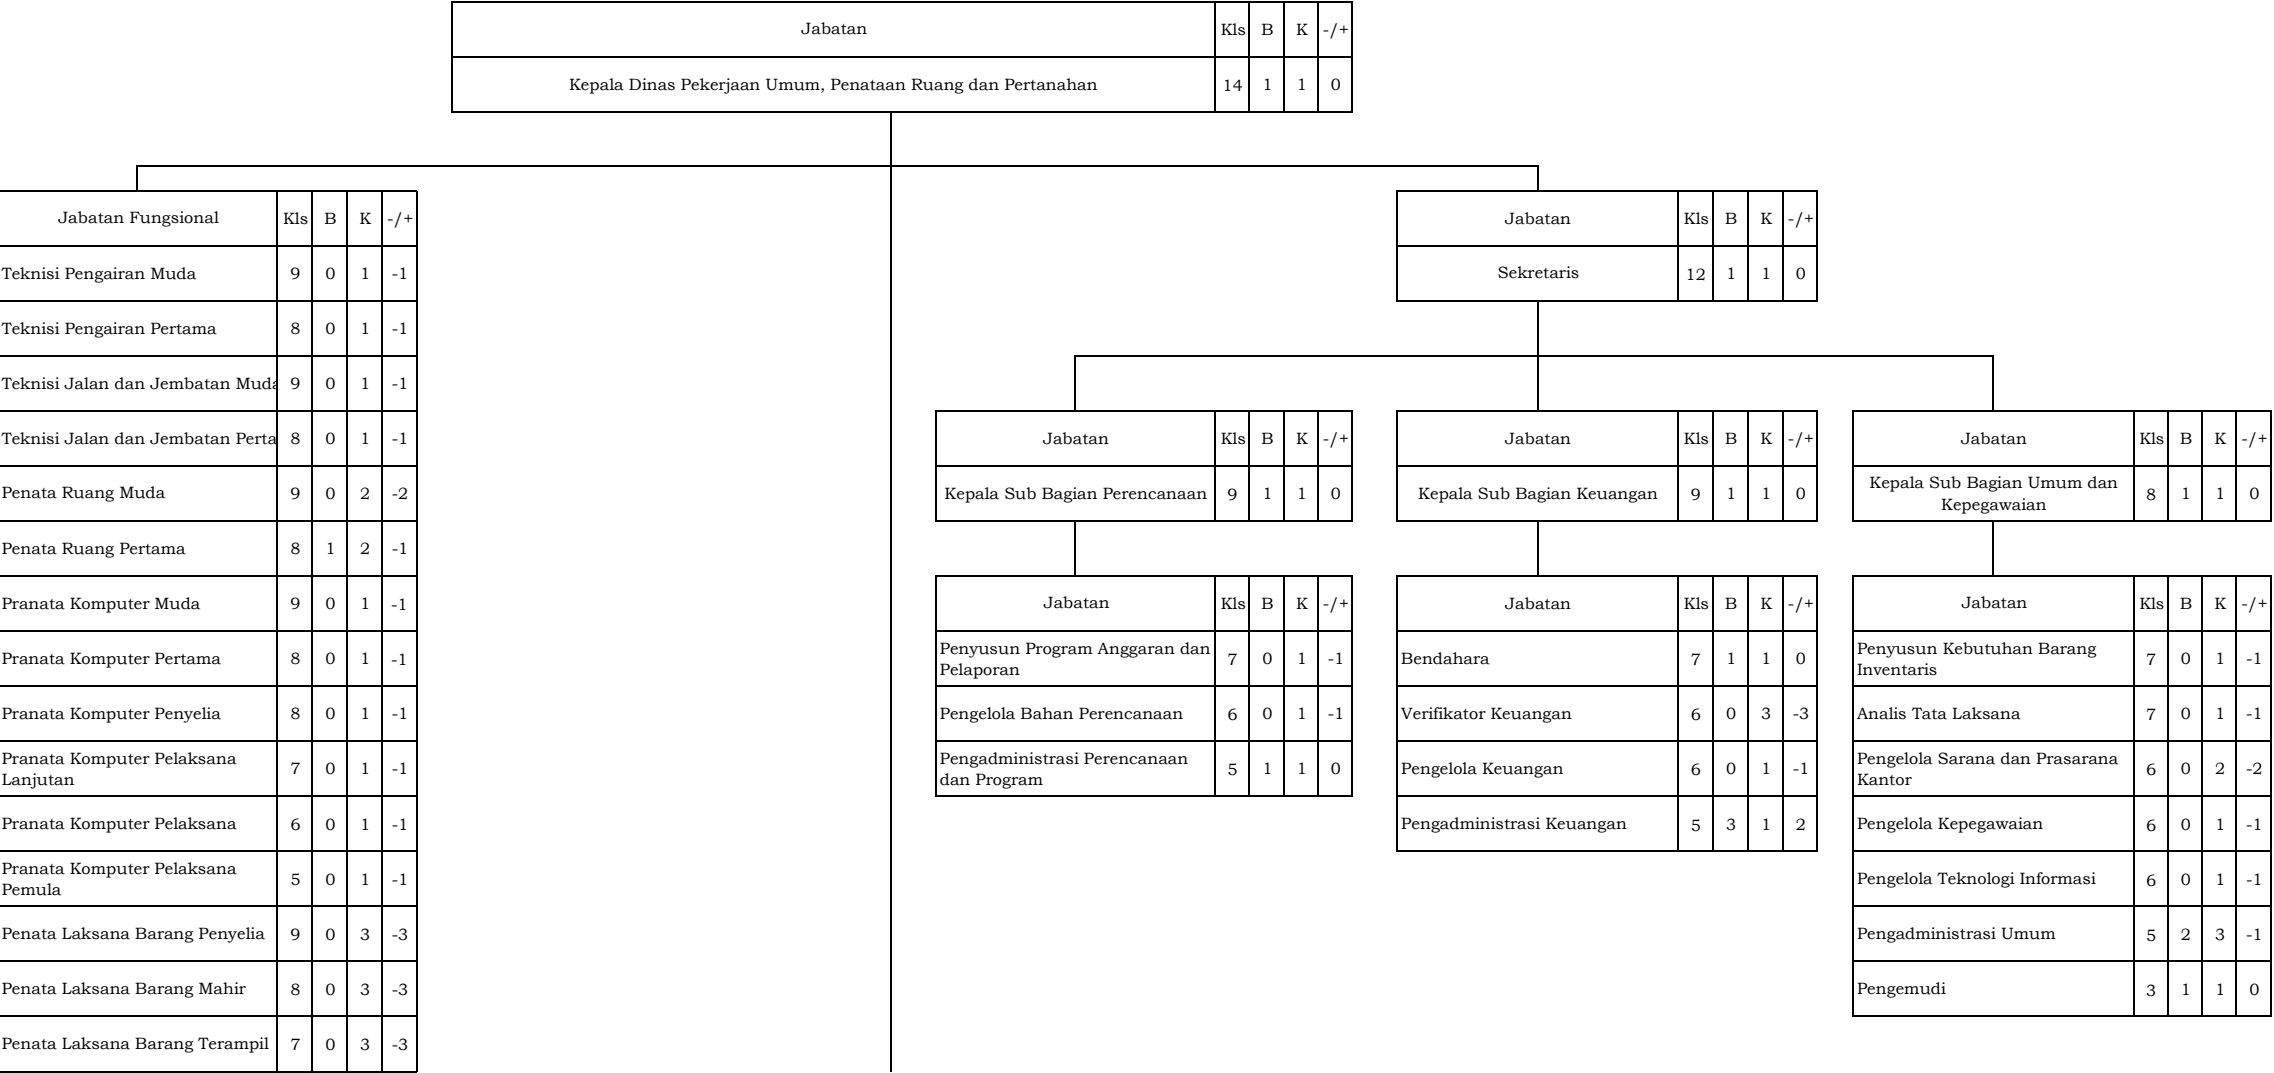 Jabatan Kls B K -/+
Kepala Dinas Pekerjaan Umum, Penataan Ruang dan Pertanahan 14 1 1 0
Jabatan Fungsional Kls B K -/+
Teknisi Pengairan Muda 9 0 1 -1
Teknisi Pengairan Pertama 8 0 1 -1
Teknisi Jalan dan Jembatan Muda 9 0 1 -1
Teknisi Jalan dan Jembatan Perta 8 0 1 -1
Penata Ruang Muda 9 0 2 -2
Penata Ruang Pertama 8 1 2 -1
Pranata Komputer Muda 9 0 1 -1
Pranata Komputer Pertama 8 0 1 -1
Pranata Komputer Penyelia 8 0 1 -1
Pranata Komputer Pelaksana
Lanjutan 7 0 1 -1
Pranata Komputer Pelaksana 6 0 1 -1
Pranata Komputer Pelaksana
Pemula 5 0 1 -1
Penata Laksana Barang Penyelia 9 0 3 -3
Penata Laksana Barang Mahir 8 0 3 -3
Penata Laksana Barang Terampil 7 0 3 -3
Jabatan Kls B K -/+
Sekretaris 12 1 1 0
Jabatan Kls B K -/+
Kepala Sub Bagian Perencanaan 9 1 1 0
Jabatan Kls B K -/+
Penyusun Program Anggaran dan
Pelaporan 7 0 1 -1
Pengelola Bahan Perencanaan 6 0 1 -1
Pengadministrasi Perencanaan
dan Program 5 1 1 0
Jabatan Kls B K -/+
Kepala Sub Bagian Keuangan 9 1 1 0
Jabatan Kls B K -/+
Bendahara 7 1 1 0
Verifikator Keuangan 6 0 3 -3
Pengelola Keuangan 6 0 1 -1
Pengadministrasi Keuangan 5 3 1 2
Jabatan Kls B K -/+
Kepala Sub Bagian Umum dan
Kepegawaian 8 1 1 0
Jabatan Kls B K -/+
Penyusun Kebutuhan Barang
Inventaris 7 0 1 -1
Analis Tata Laksana 7 0 1 -1
Pengelola Sarana dan Prasarana
Kantor 6 0 2 -2
Pengelola Kepegawaian 6 0 1 -1
Pengelola Teknologi Informasi 6 0 1 -1
Pengadministrasi Umum 5 2 3 -1
Pengemudi 3 1 1 0